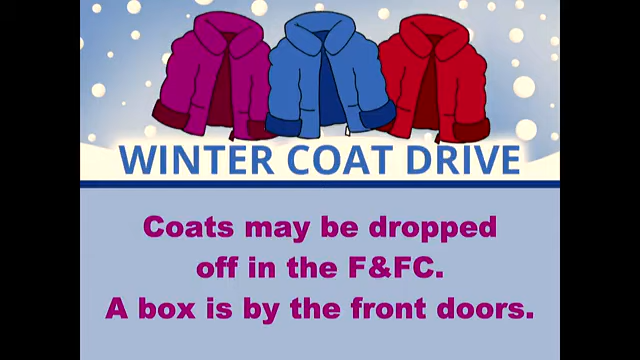 WINTER COAT DRIVE
Coats may be dropped
off in the F&FC.
A box is by the front doors.